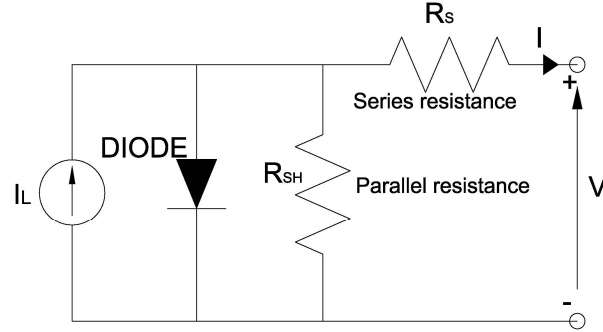 RS
I
+
Series resistance
DIODE
RSH
Parallel resistance
IL
V
-